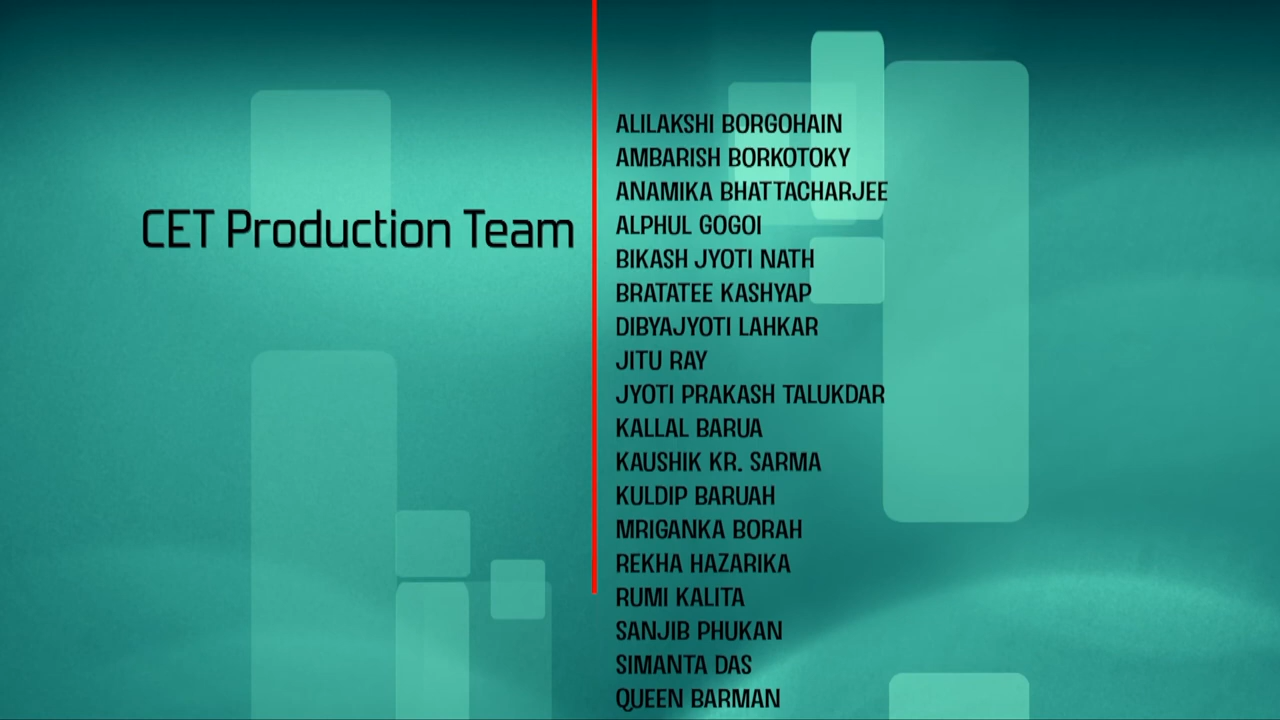 CET Production Team
ALILAKSHI BORGOHAIN
AMBARISH BORKOTOKY
ANAMIKA BHATTACHARJEE
ALPHUL GOGOI
BIKASH JYOTI NATH
BRATATEE KASHYAP
DIBYAJYOTI LAHKAR
JITU RAY
JYOTI PRAKASH TALUKDAR
KALLAL BARUA
KAUSHIK KR. SARMA
KULDIP BARUAH
MRIGANKA BORAH
REKHA HAZARIKA
RUMI KALITA
SANJIB PHUKAN
SIMANTA DAS
QUEEN BARMAN